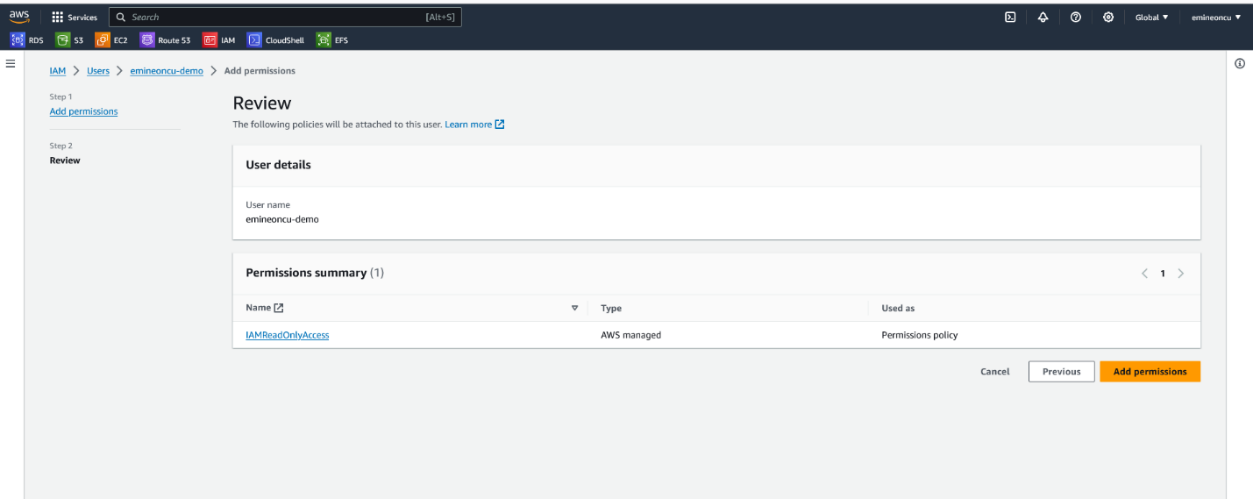 aws Services Search [Alt+S] Global emineoncu
RDS S3 EC2 Route 53 IAM CloudShell EFS
IAM > Users > emineoncu-demo > Add permissions
Step 1
Add permissions
Step 2
Review
Review
The following policies will be attached to this user. Learn more
User details
User name
emineoncu-demo
Permissions summary (1) < 1 >
Name Type Used as
IAMReadOnlyAccess AWS managed Permissions policy
Cancel Previous Add permissions